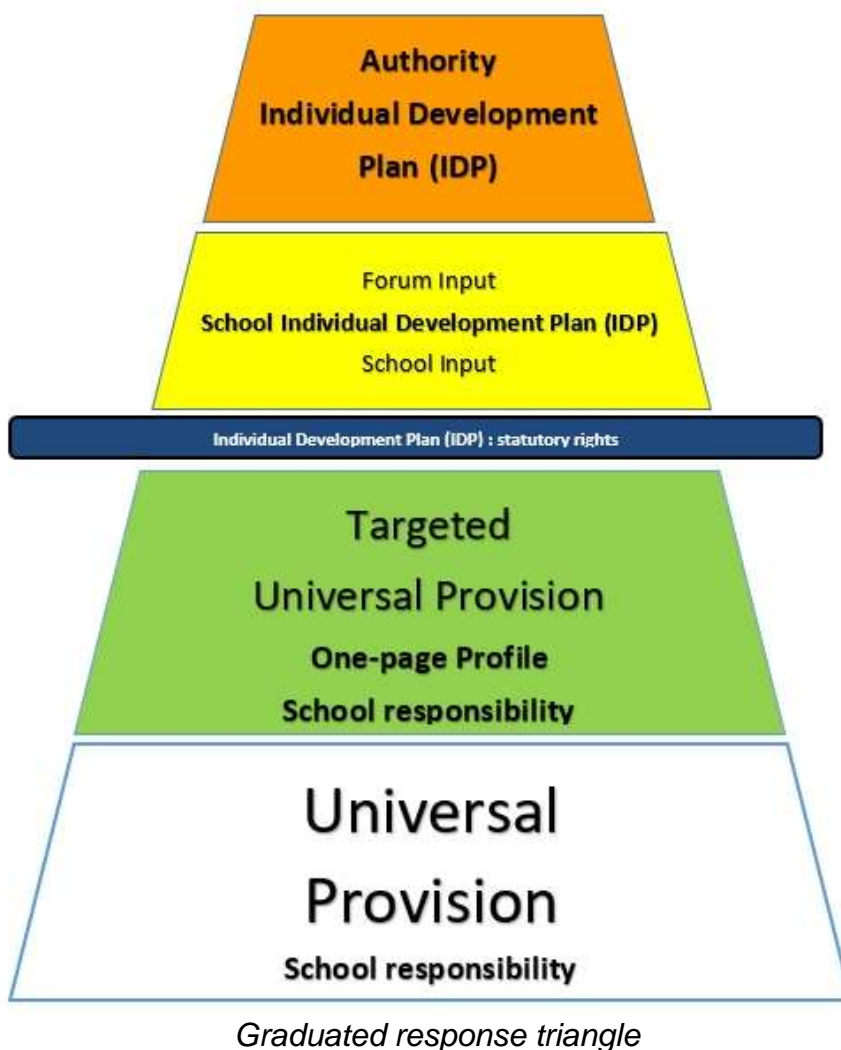 Authority
Individual Development
Plan (IDP)
Forum Input
School Individual Development Plan (IDP)
School Input
Individual Development Plan (IDP) : statutory rights
Targeted
Universal Provision
One-page Profile
School responsibility
Universal
Provision
School responsibility
Graduated response triangle